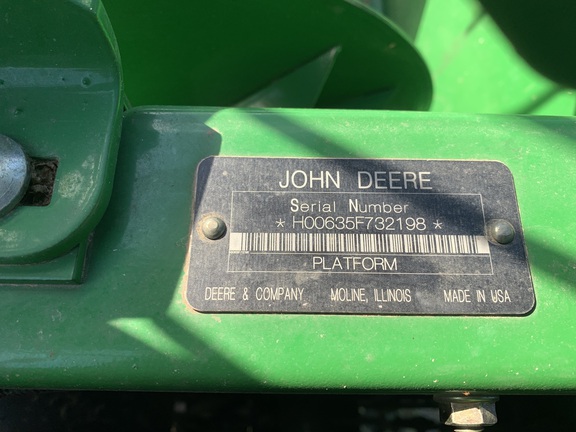 JOHN DEERE
Serial Number
* H00635F732198 *
PLATFORM
DEERE & COMPANY MOLINE, ILLINOIS MADE IN USA